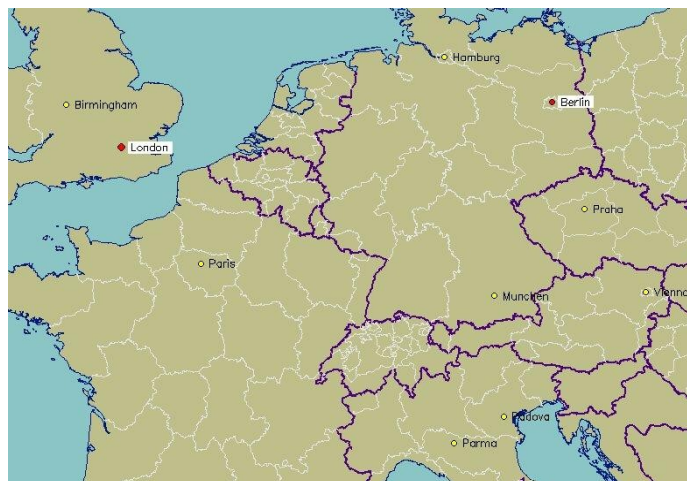 Hamburg
Birmingham
Berlin
London
Praha
Paris
Munchen
Vienna
Padova
Parma